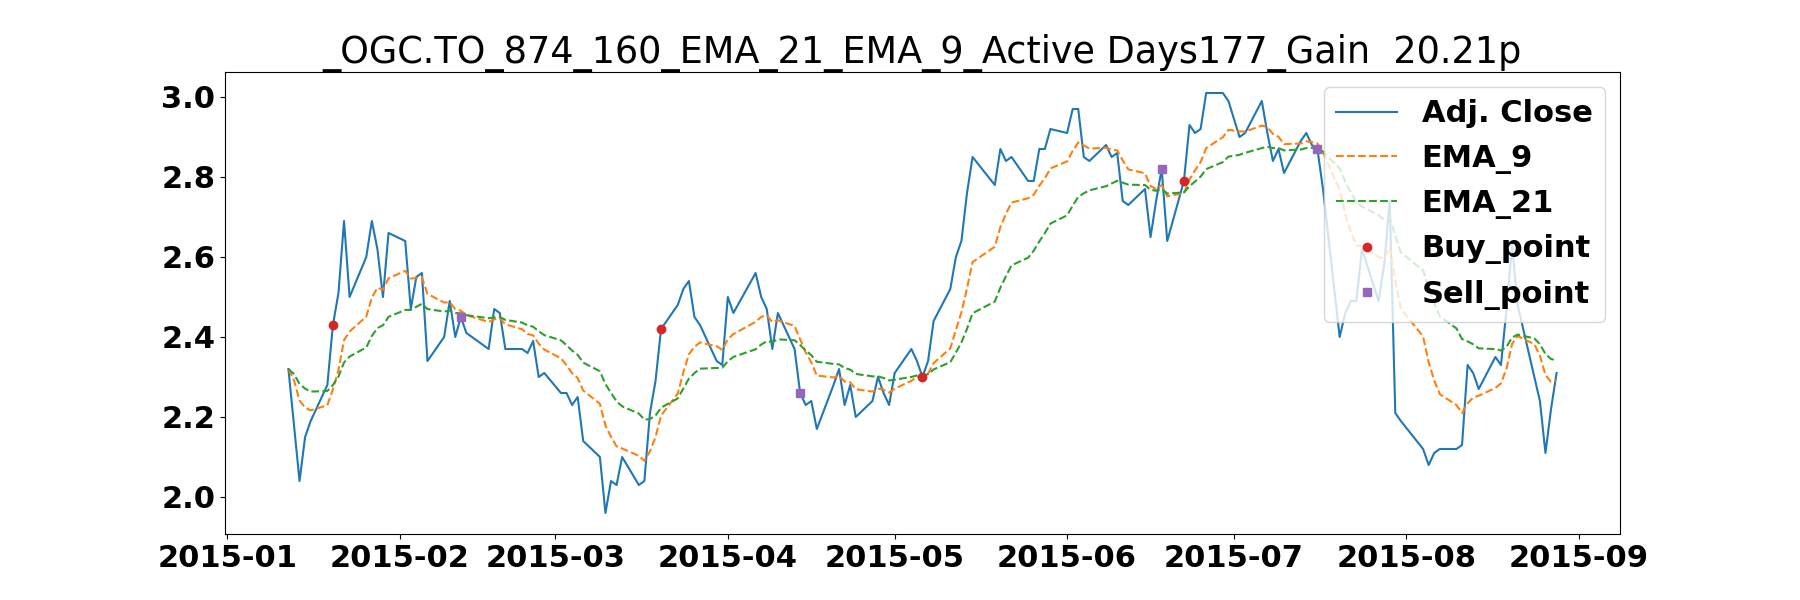 _OGC.TO_874_160_EMA_21_EMA_9_Active Days177_Gain  20.21p
3.0
2.8
2.6
2.4
2.2
2.0
Adj. Close
EMA_9
EMA_21
Buy_point
Sell_point
2015-01 2015-02 2015-03 2015-04 2015-05 2015-06 2015-07 2015-08 2015-09